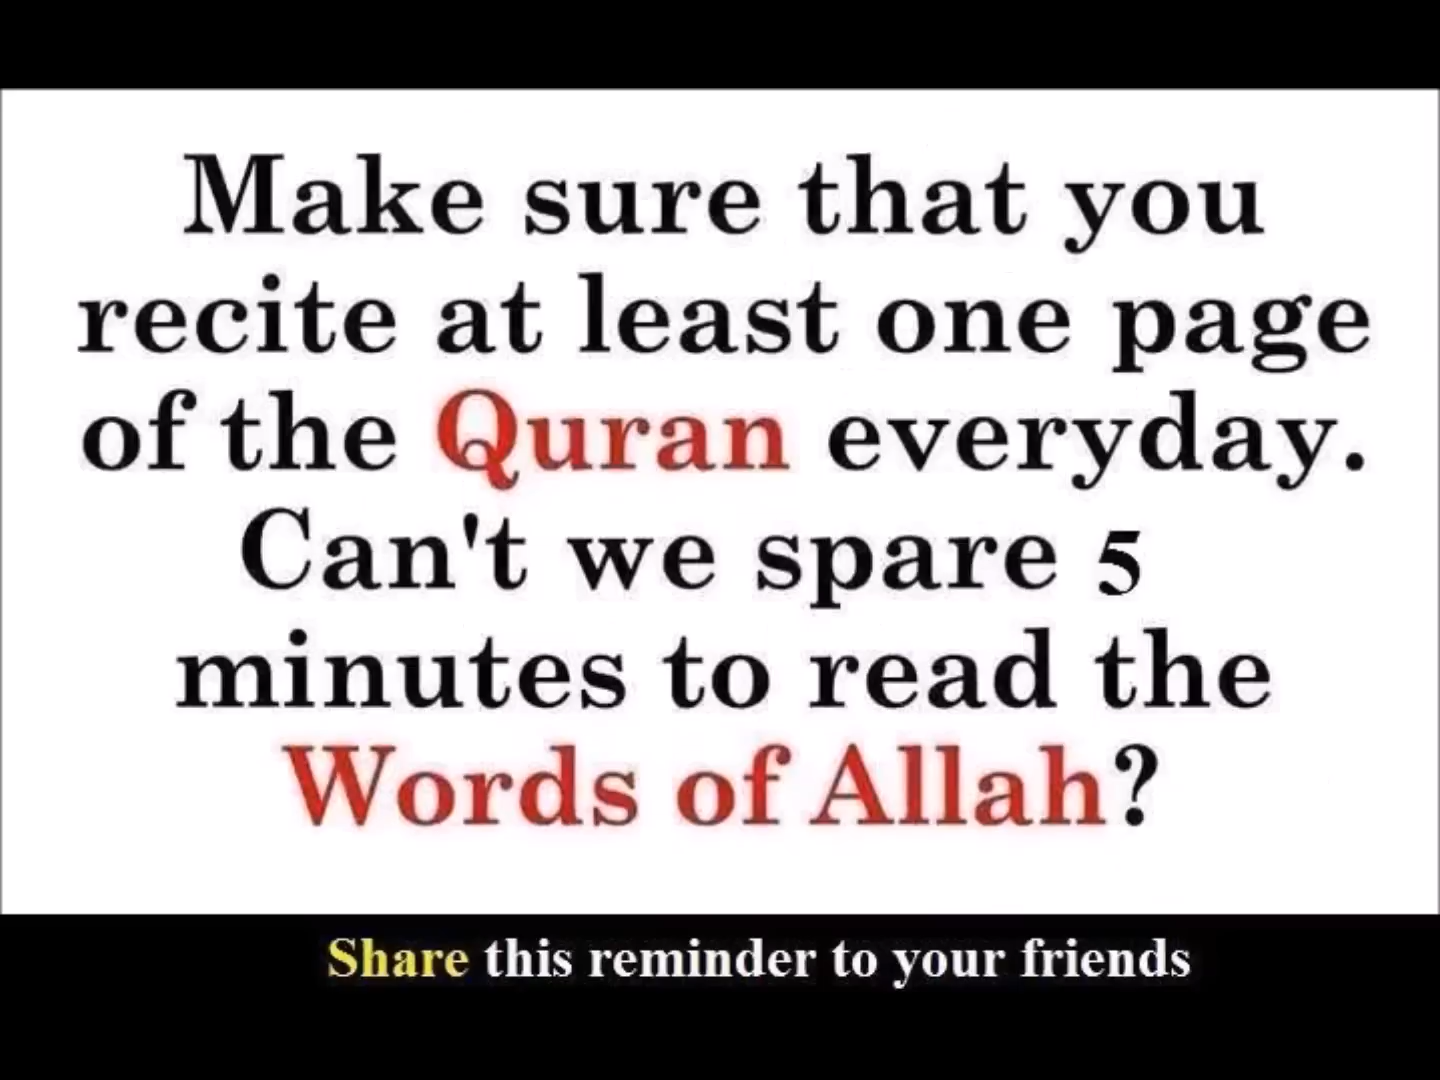 Make sure that you
recite at least one page
of the Quran everyday.
Can't we spare 5
minutes to read the
Words of Allah?
Share this reminder to your friends